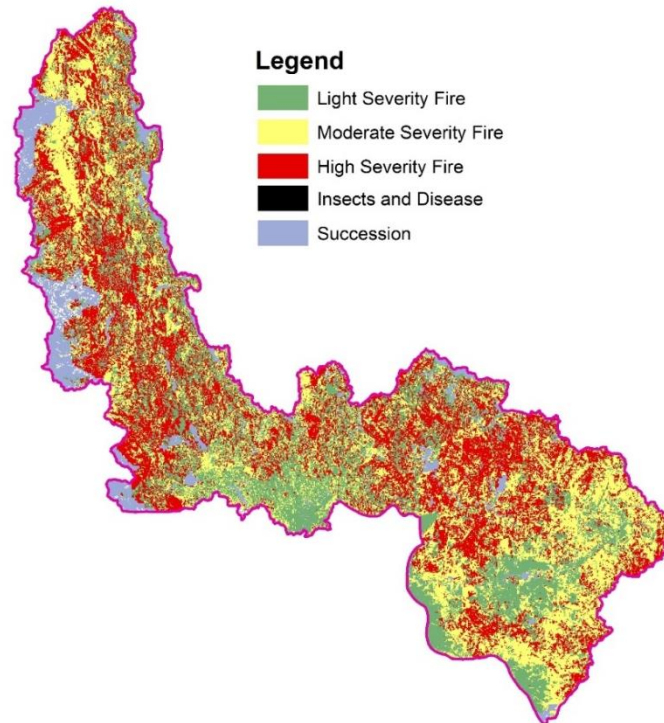 Legend
Light Severity Fire
Moderate Severity Fire
High Severity Fire
Insects and Disease
Succession